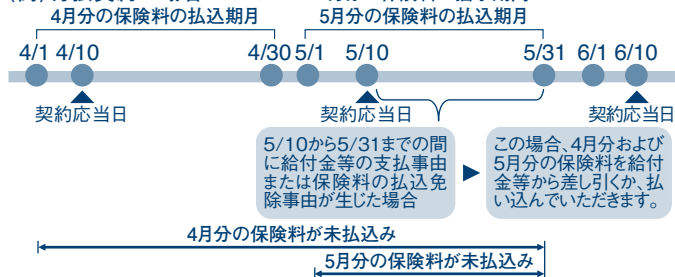 4月分の保険料の払込期月
5月分の保険料の払込期月
4/1 4/10 4/30 5/1 5/10 5/31 6/1 6/10
契約応当日 契約応当日 契約応当日
5/10から5/31までの間
に給付金等の支払事由
または保険料の払込免
除事由が生じた場合
この場合、4月分および
5月分の保険料を給付
金等から差し引くか、払
い込んでいただきます。
4月分の保険料が未払込み
5月分の保険料が未払込み